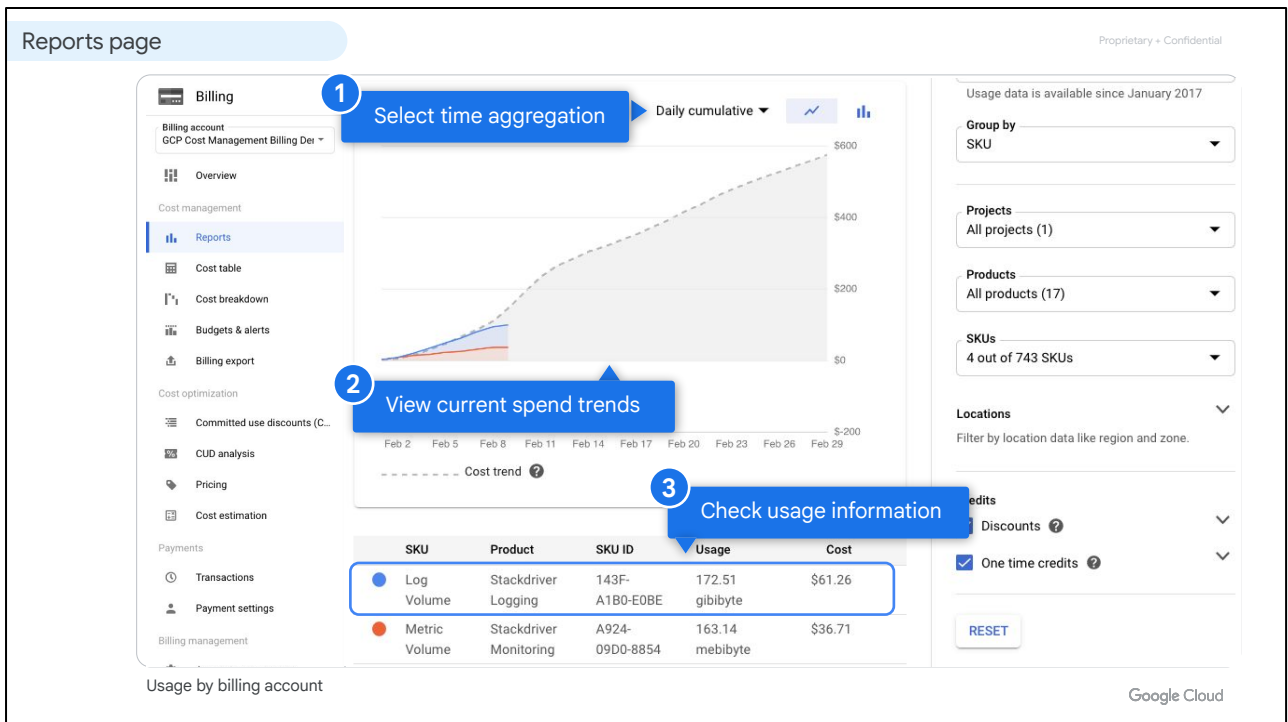 Reports page
Proprietary + Confidential
Billing
Billing account
GCP Cost Management Billing Der
Overview
Cost management
Reports
Cost table
Cost breakdown
Budgets & alerts
Billing export
Cost optimization
Committed use discounts (C...
CUD analysis
Pricing
Cost estimation
Payments
Transactions
Payment settings
Billing management
1
Select time aggregation
Daily cumulative
$600
$400
$200
$0
$-200
2
View current spend trends
Feb 2 Feb 5 Feb 8 Feb 11 Feb 14 Feb 17 Feb 20 Feb 23 Feb 26 Feb 29
Cost trend ?
3
Check usage information
SKU Product SKU ID Usage Cost
Log Stackdriver 143F- 172.51 $61.26
Volume Logging A1B0-E0BE gibibyte
Metric Stackdriver A924- 163.14 $36.71
Volume Monitoring 09D0-8854 mebibyte
Usage data is available since January 2017
Group by
SKU
Projects
All projects (1)
Products
All products (17)
SKUs
4 out of 743 SKUs
Locations
Filter by location data like region and zone.
edits
Discounts ?
One time credits ?
RESET
Usage by billing account
Google Cloud